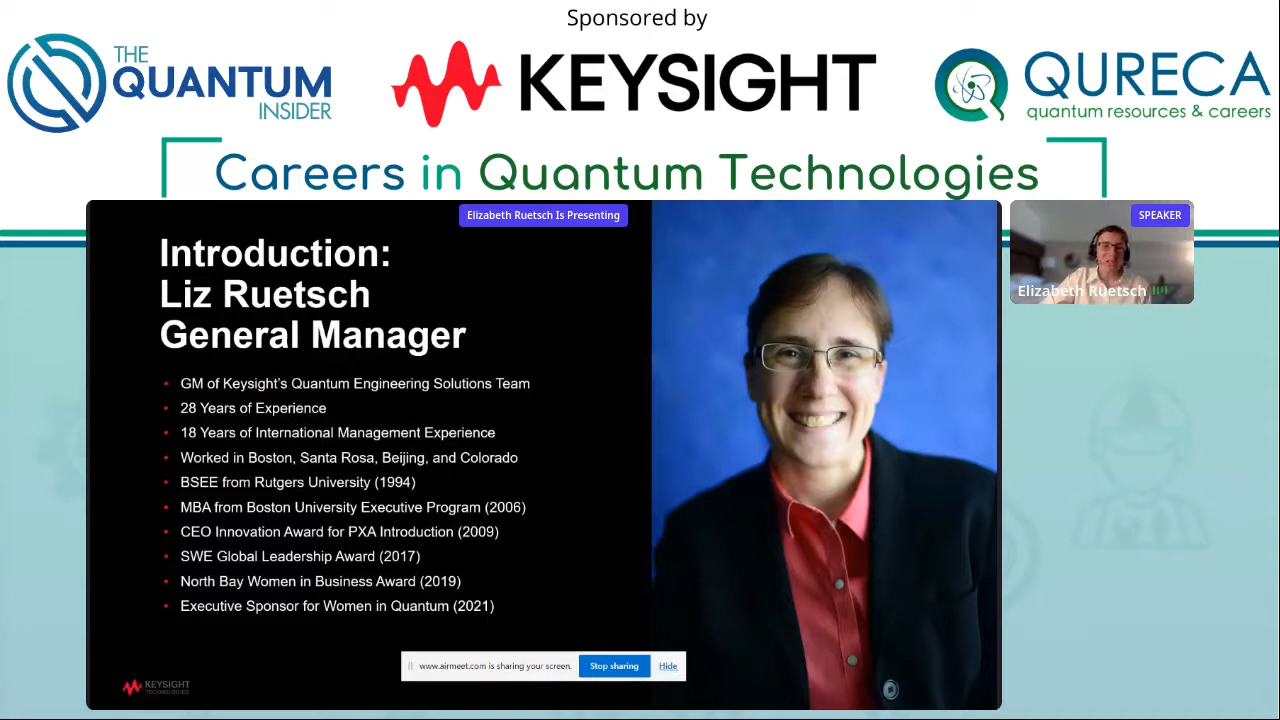 Sponsored by
THE
QUANTUM
INSIDER
KEYSIGHT
QURECA
quantum resources & careers
Careers in Quantum Technologies
Elizabeth Ruetsch Is Presenting
SPEAKER
Elizabeth Ruetsch
Introduction:
Liz Ruetsch
General Manager
• GM of Keysight's Quantum Engineering Solutions Team
• 28 Years of Experience
• 18 Years of International Management Experience
• Worked in Boston, Santa Rosa, Beijing, and Colorado
• BSEE from Rutgers University (1994)
• MBA from Boston University Executive Program (2006)
• CEO Innovation Award for PXA Introduction (2009)
• SWE Global Leadership Award (2017)
• North Bay Women in Business Award (2019)
• Executive Sponsor for Women in Quantum (2021)
www.airmeet.com is sharing your screen. Stop sharing Hide
KEYSIGHT
TECHNOLOGIES